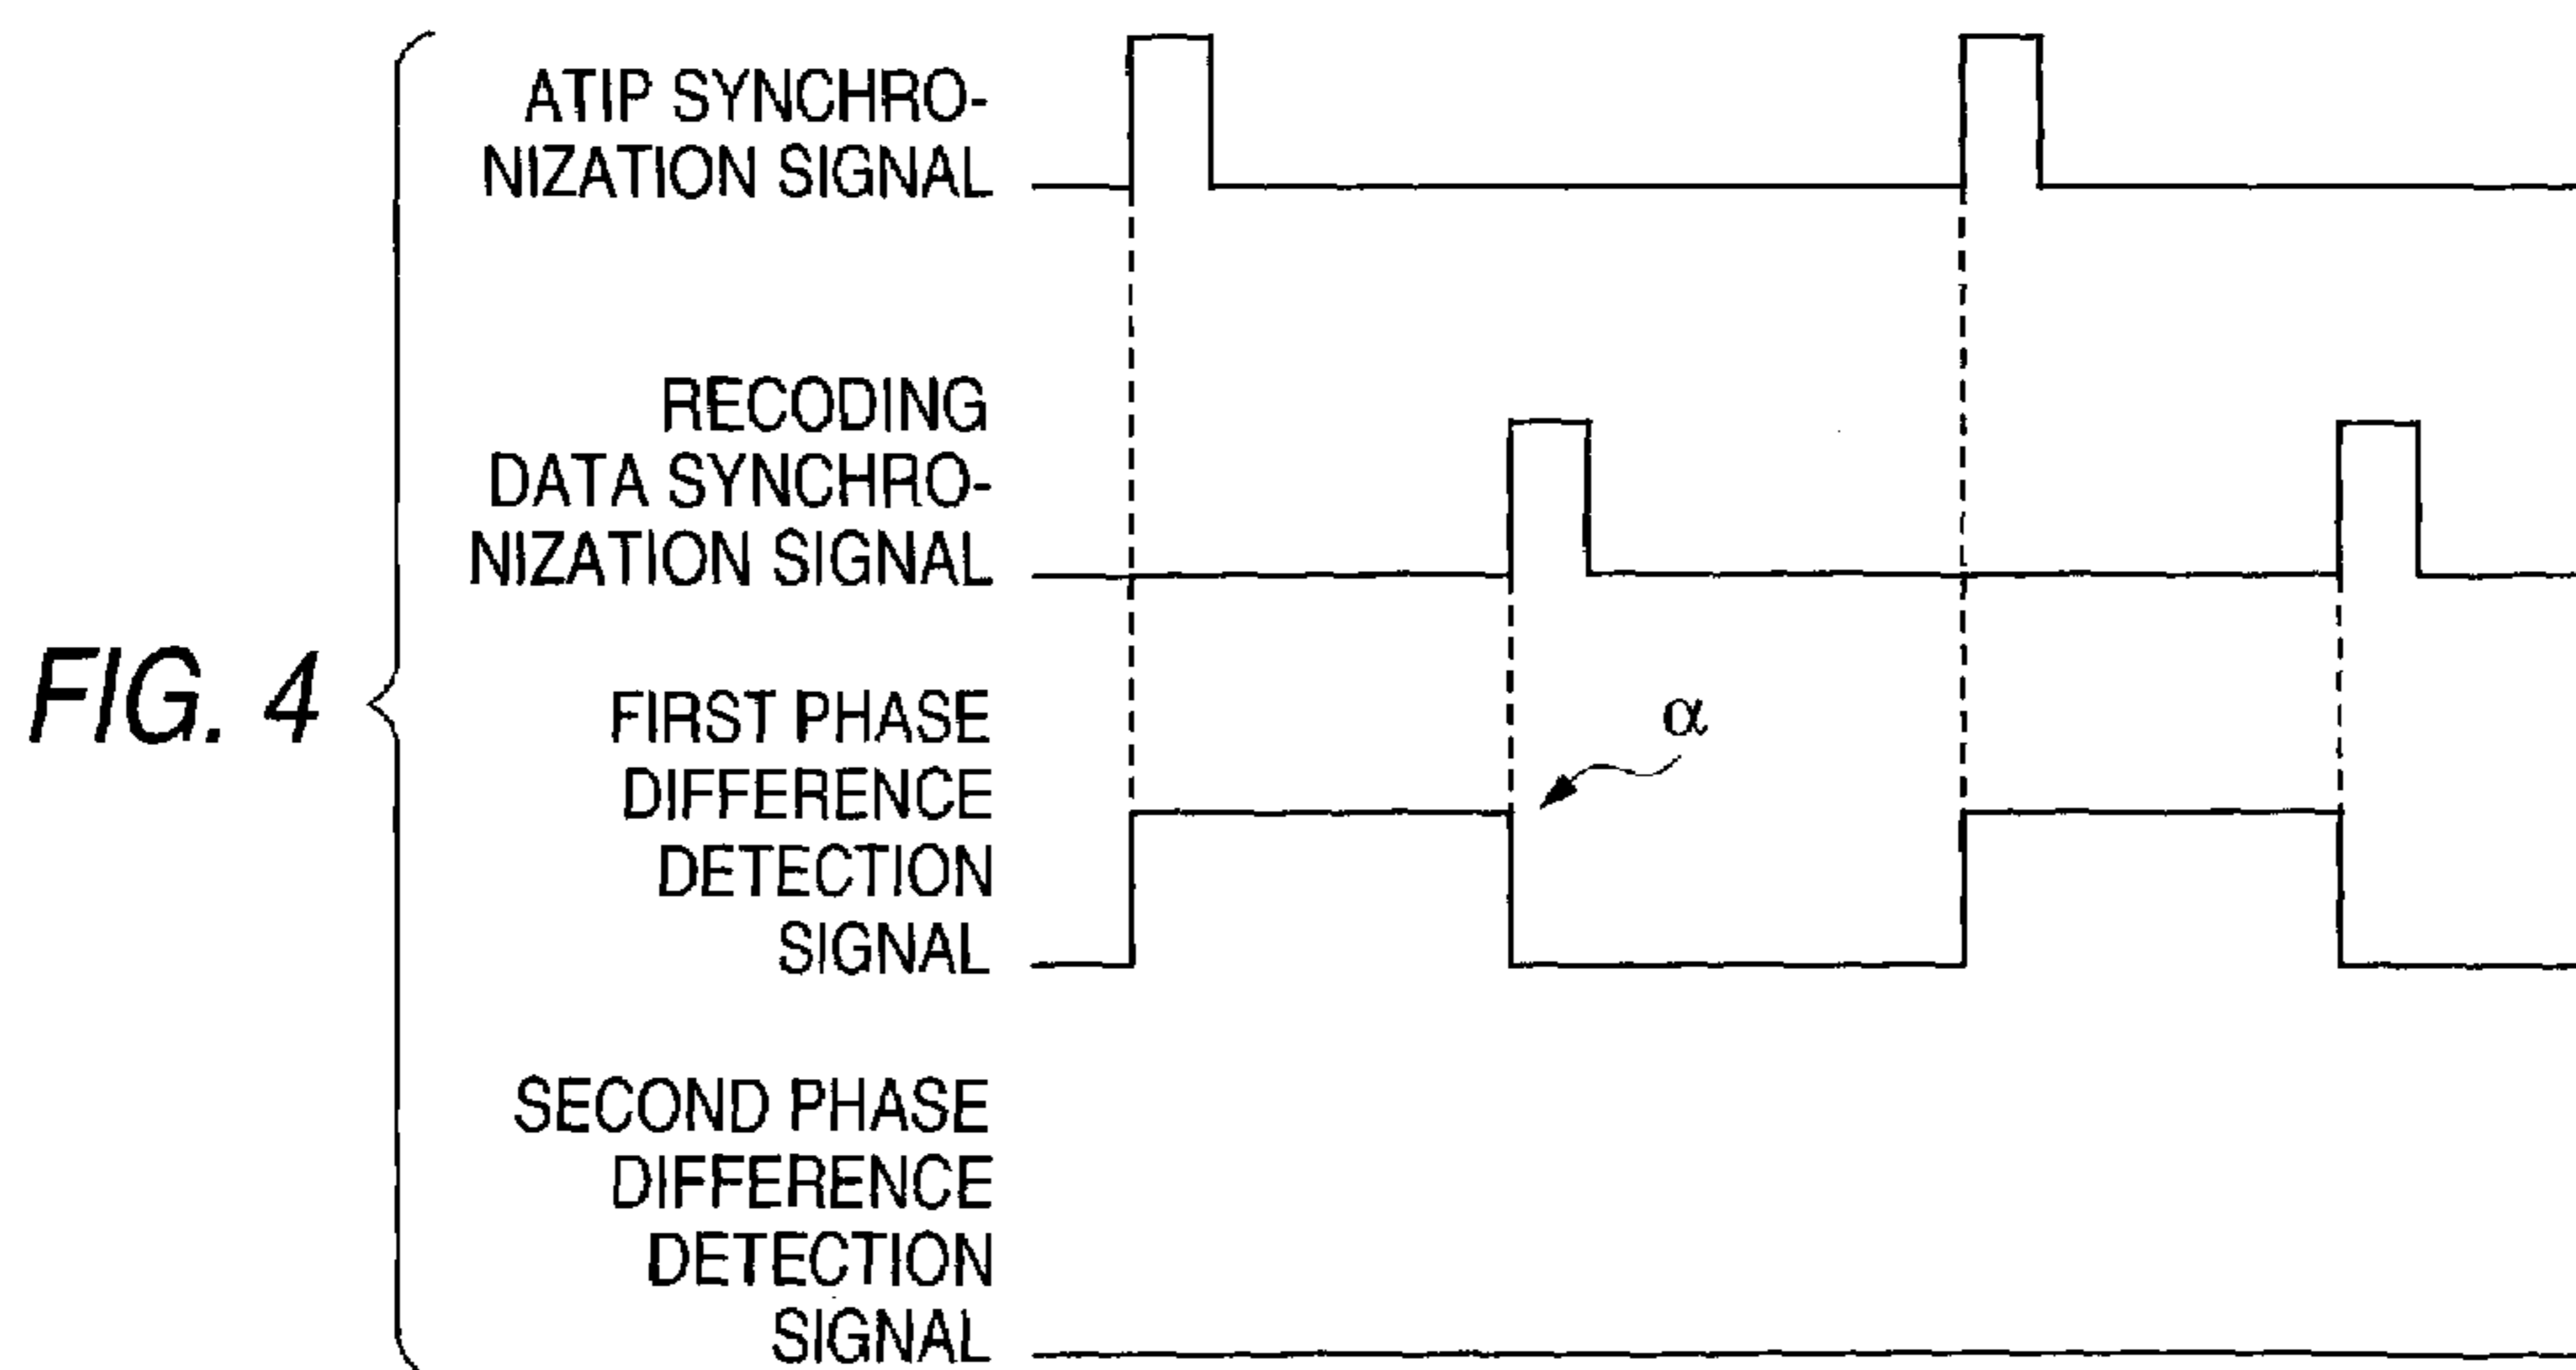 FIG. 4
ATIP SYNCHRO-
NIZATION SIGNAL
RECODING
DATA SYNCHRO-
NIZATION SIGNAL
FIRST PHASE
DIFFERENCE
DETECTION
SIGNAL
α
SECOND PHASE
DIFFERENCE
DETECTION
SIGNAL